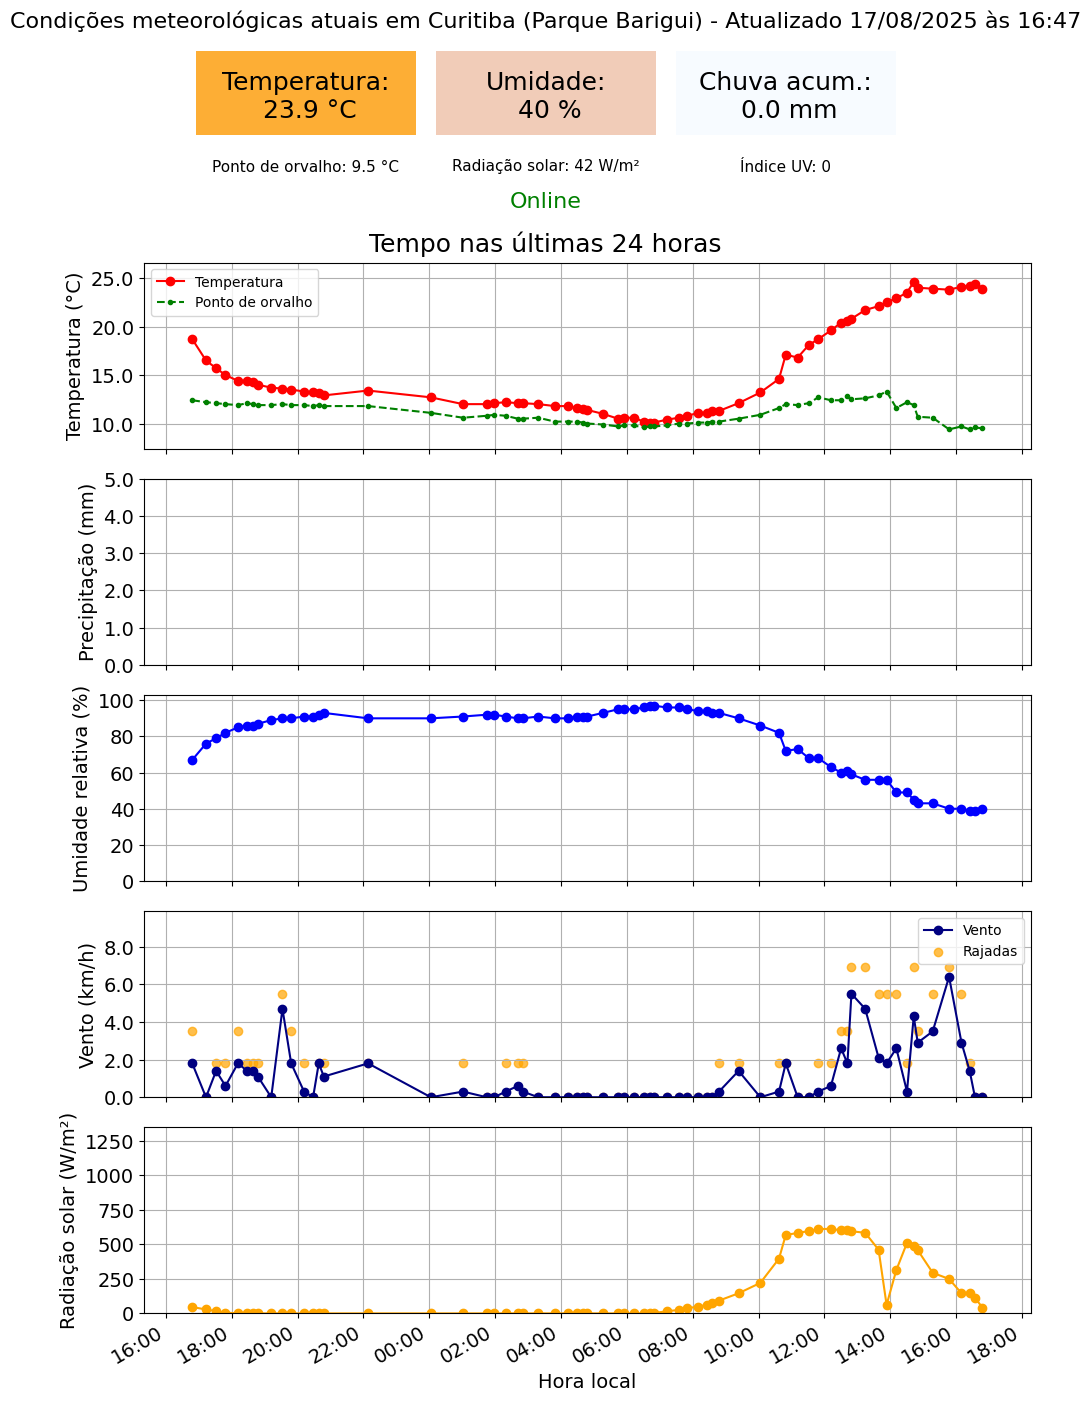 Condições meteorológicas atuais em Curitiba (Parque Barigui) - Atualizado 17/08/2025 às 16:47
Temperatura:
23.9 °C
Umidade:
40 %
Chuva acum.:
0.0 mm
Ponto de orvalho: 9.5 °C
Radiação solar: 42 W/m²
Índice UV: 0
Online
Tempo nas últimas 24 horas
Temperatura (°C)
25.0
20.0
15.0
10.0
Temperatura
Ponto de orvalho
Precipitação (mm)
5.0
4.0
3.0
2.0
1.0
0.0
Umidade relativa (%)
100
80
60
40
20
0
Vento (km/h)
8.0
6.0
4.0
2.0
0.0
Vento
Rajadas
Radiação solar (W/m²)
1250
1000
750
500
250
0
16:00
18:00
20:00
22:00
00:00
02:00
04:00
06:00
08:00
10:00
12:00
14:00
16:00
18:00
Hora local